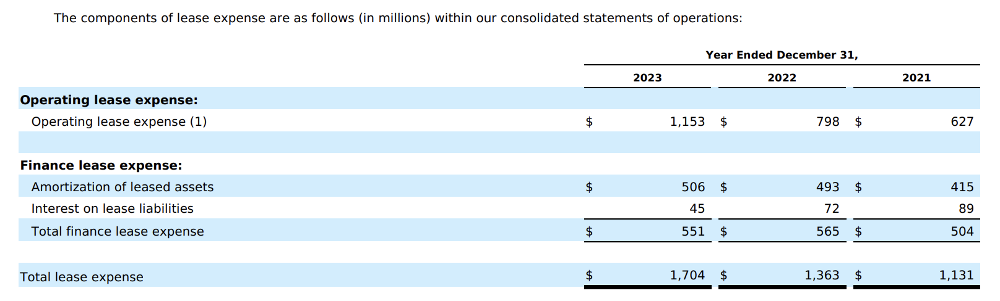 The components of lease expense are as follows (in millions) within our consolidated statements of operations:
Year Ended December 31,
2023 2022 2021
Operating lease expense:
Operating lease expense (1) $ 1,153 $ 798 $ 627
Finance lease expense:
Amortization of leased assets $ 506 $ 493 $ 415
Interest on lease liabilities 45 72 89
Total finance lease expense $ 551 $ 565 $ 504
Total lease expense $ 1,704 $ 1,363 $ 1,131